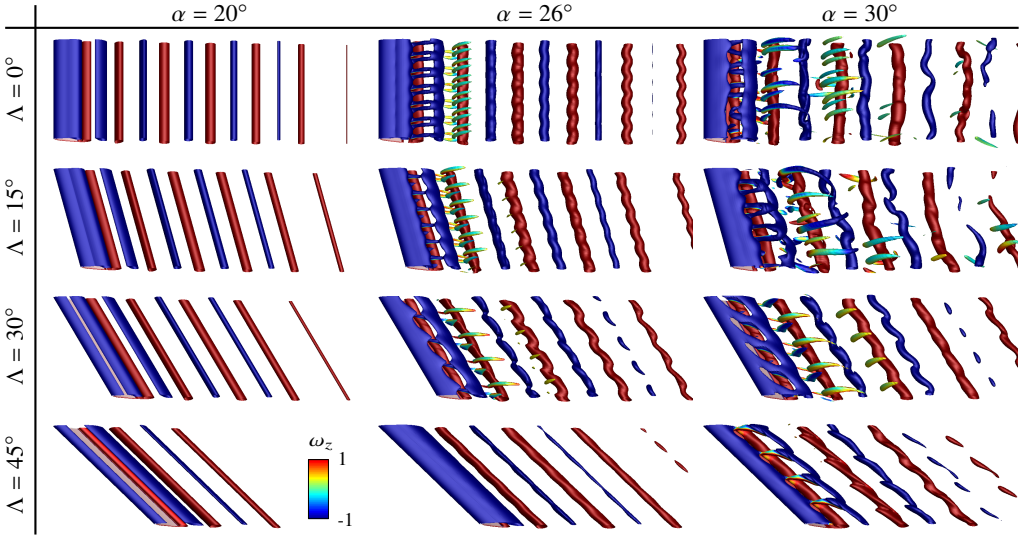 α = 20° α = 26° α = 30°
Λ = 0°
Λ = 15°
Λ = 30°
Λ = 45°
ω_z
1
-1